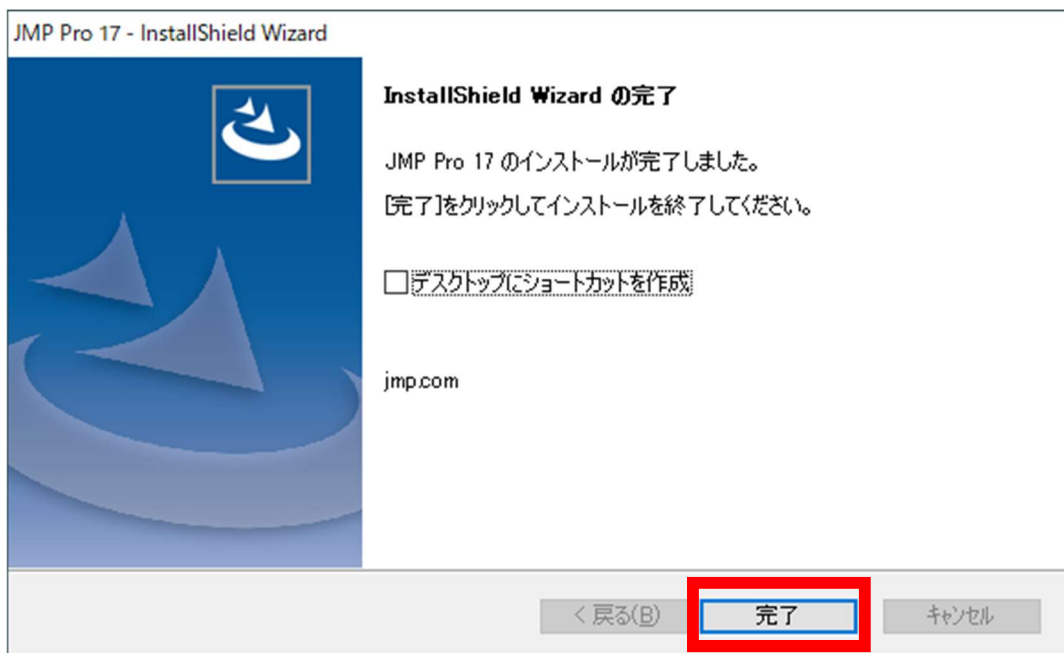 JMP Pro 17 - InstallShield Wizard
InstallShield Wizard の完了
JMP Pro 17 のインストールが完了しました。
[完了]をクリックしてインストールを終了してください。
デスクトップにショートカットを作成
jmp.com
< 戻る(B)
完了
キャンセル